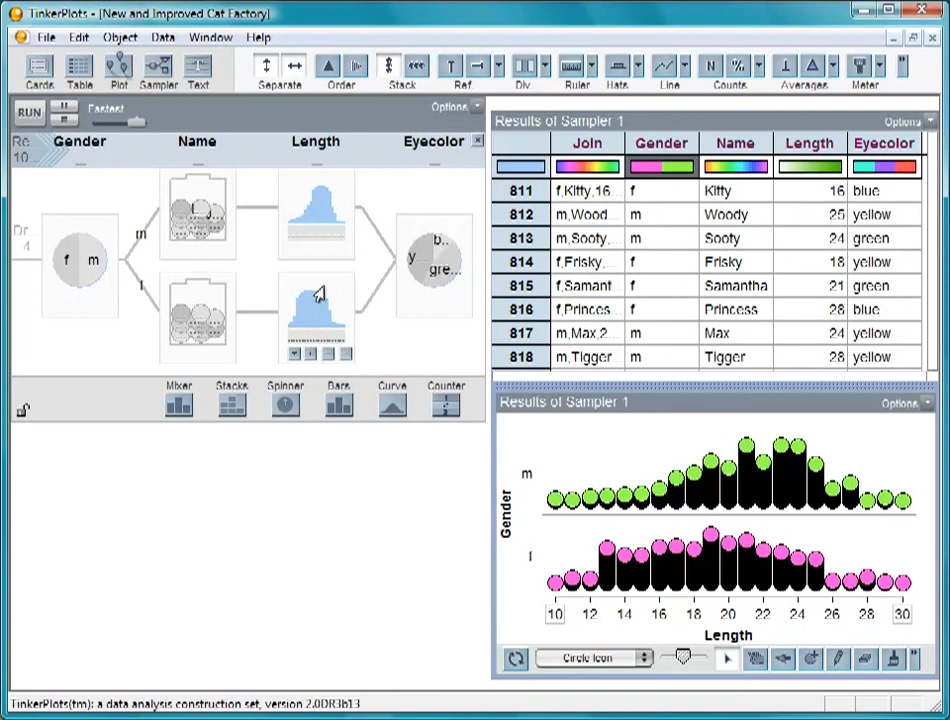 TinkerPlots - [New and Improved Cat Factory]
File Edit Object Data Window Help
Cards Table Plot Sampler Text Separate Order Stack Ref Div Ruler Hats Line Counts Averages Meter
RUN Fastest Options
Re... 10... Gender Name Length Eyecolor
m
Dr 4
f m
b..
y
gre...
Mixer Stacks Spinner Bars Curve Counter
Results of Sampler 1 Options
Join Gender Name Length Eyecolor
811 f,Kitty,16... f Kitty 16 blue
812 m,Wood... m Woody 25 yellow
813 m,Sooty,... m Sooty 24 green
814 f,Frisky,... f Frisky 18 yellow
815 f,Samant... f Samantha 21 green
816 f,Princes... f Princess 28 blue
817 m,Max,2... m Max 24 yellow
818 m,Tigger... m Tigger 28 yellow
Results of Sampler 1 Options
m
Gender
f
10 12 14 16 18 20 22 24 26 28 30
Length
Circle Icon
TinkerPlots(tm): a data analysis construction set, version 2.0DR3b13